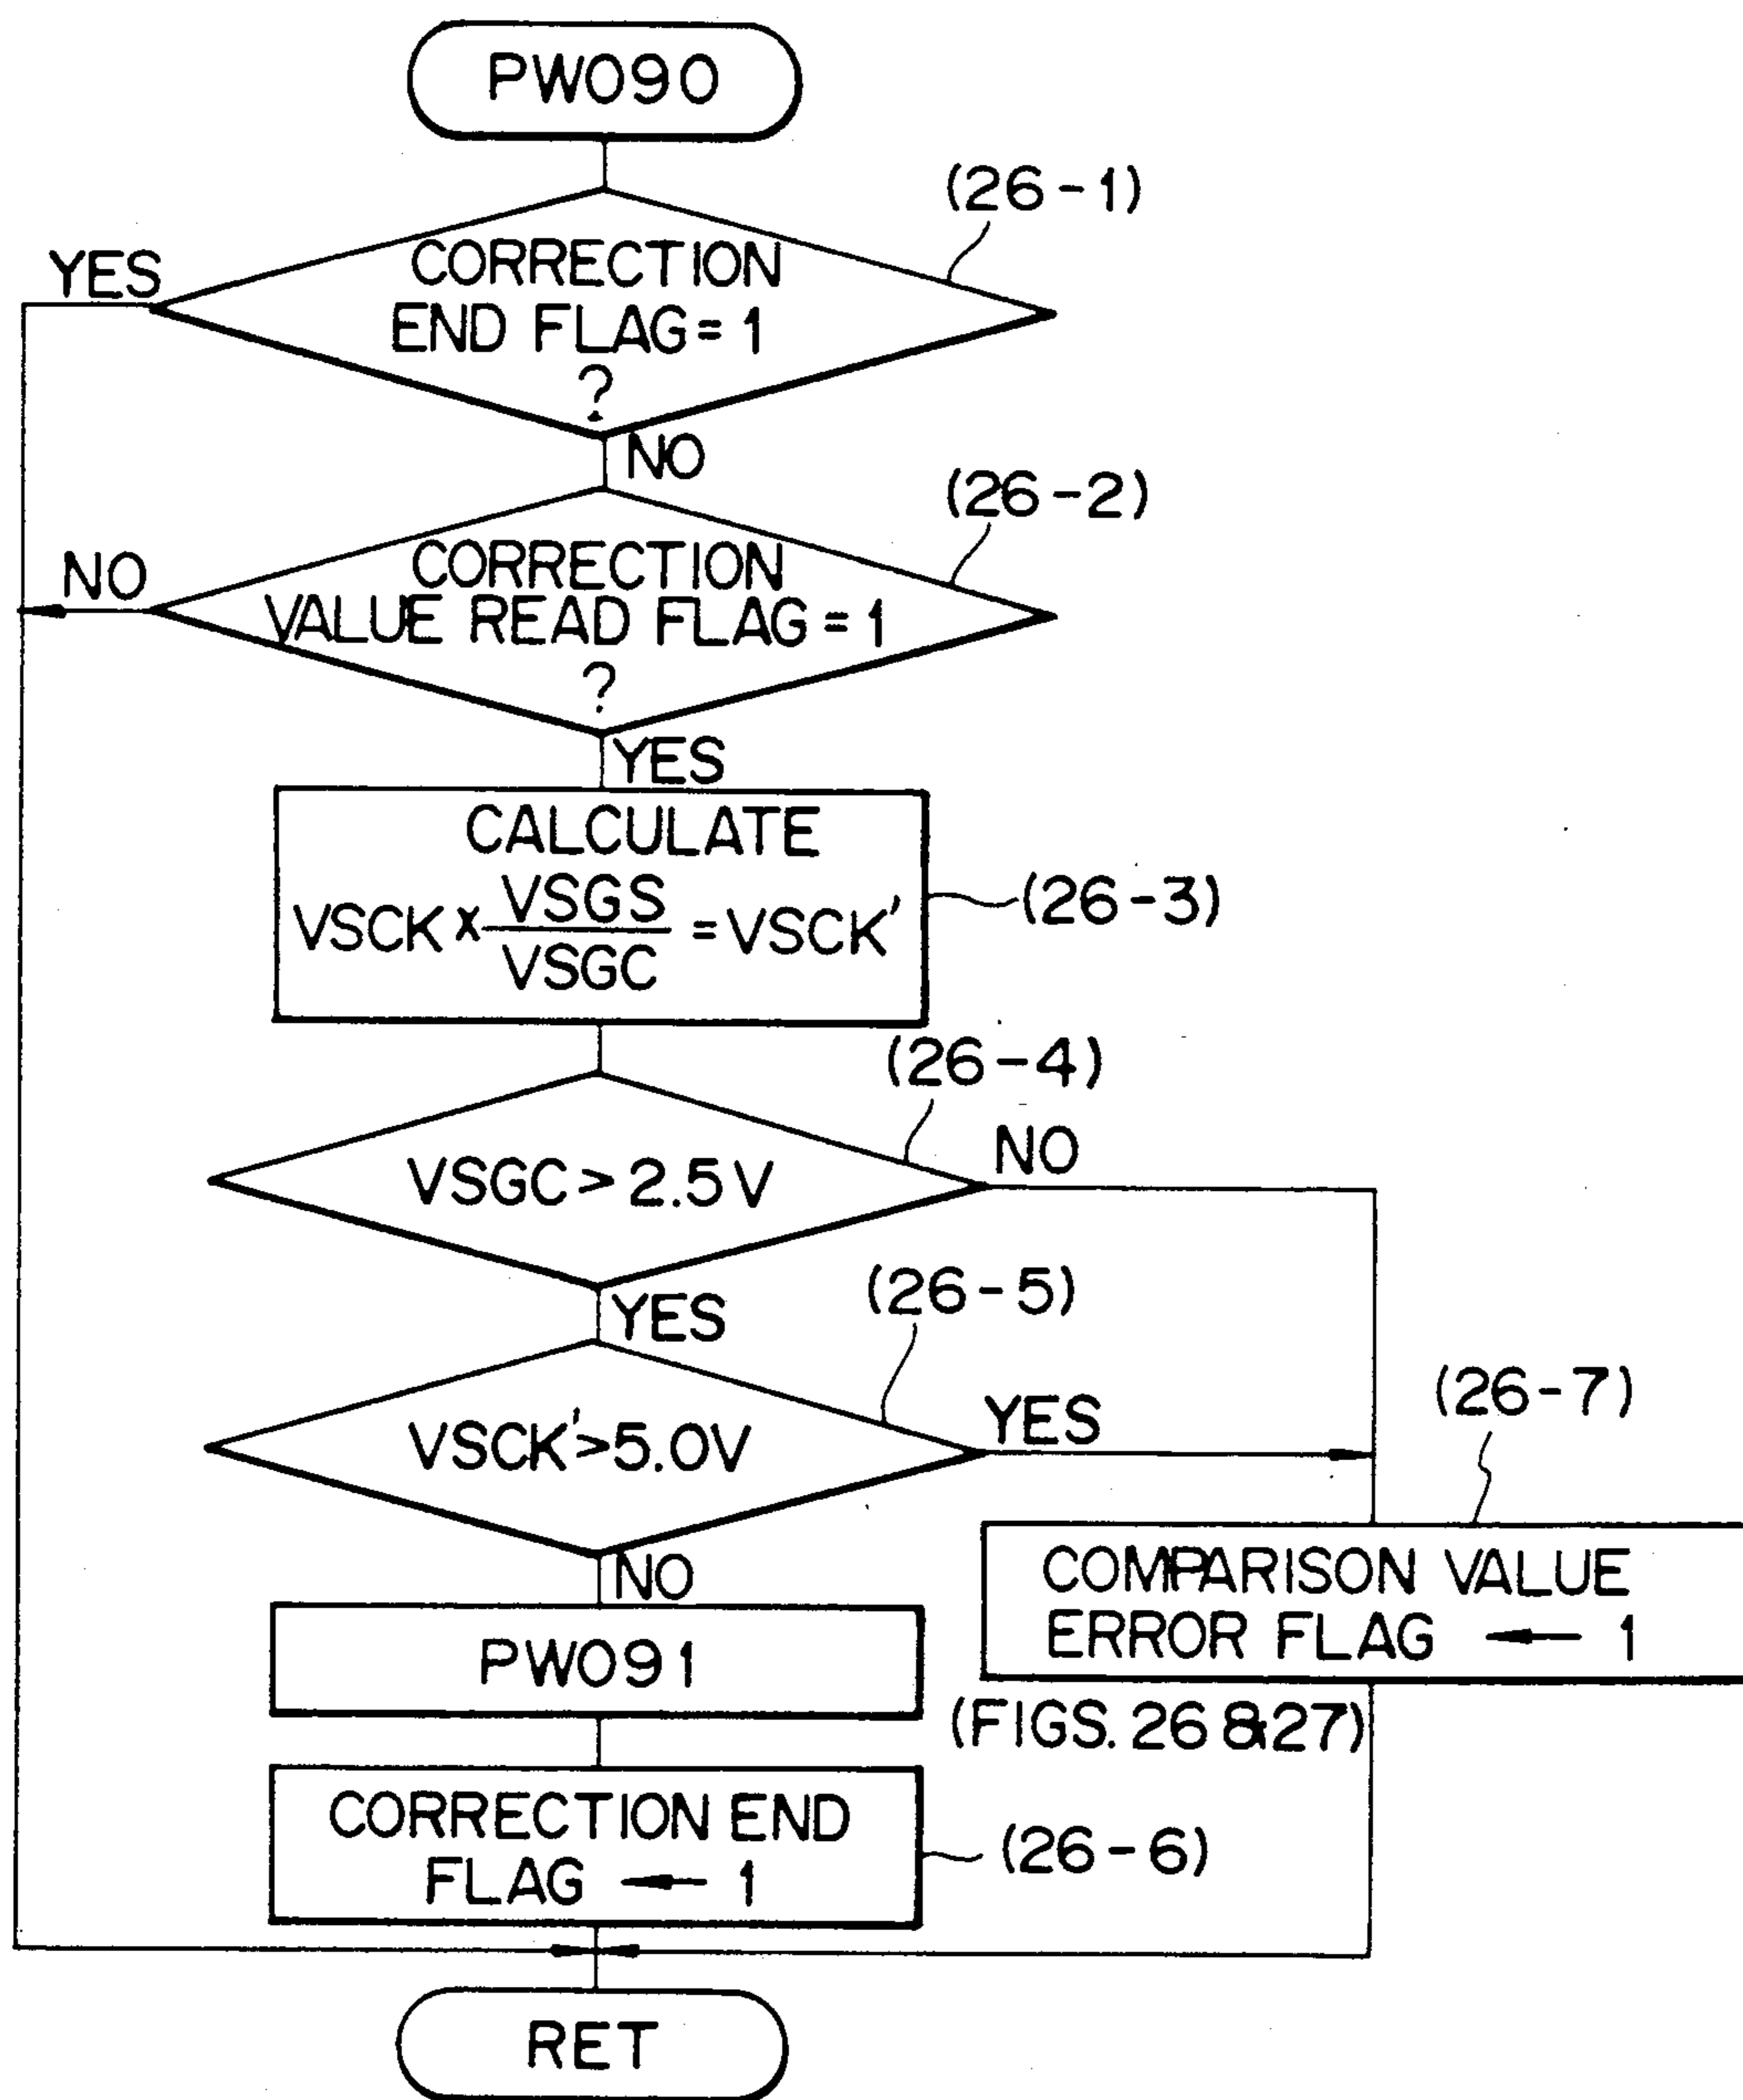 PW090
(26-1)
YES
CORRECTION
END FLAG = 1
?
NO
(26-2)
NO
CORRECTION
VALUE READ FLAG = 1
?
YES
CALCULATE
VSCK x VSGS / VSGC = VSCK'
(26-3)
(26-4)
VSGC > 2.5V
NO
YES
(26-5)
VSCK' > 5.0V
YES
(26-7)
NO
COMPARISON VALUE
ERROR FLAG ← 1
PW091
(FIGS. 26 & 27)
CORRECTION END
FLAG ← 1
(26-6)
RET